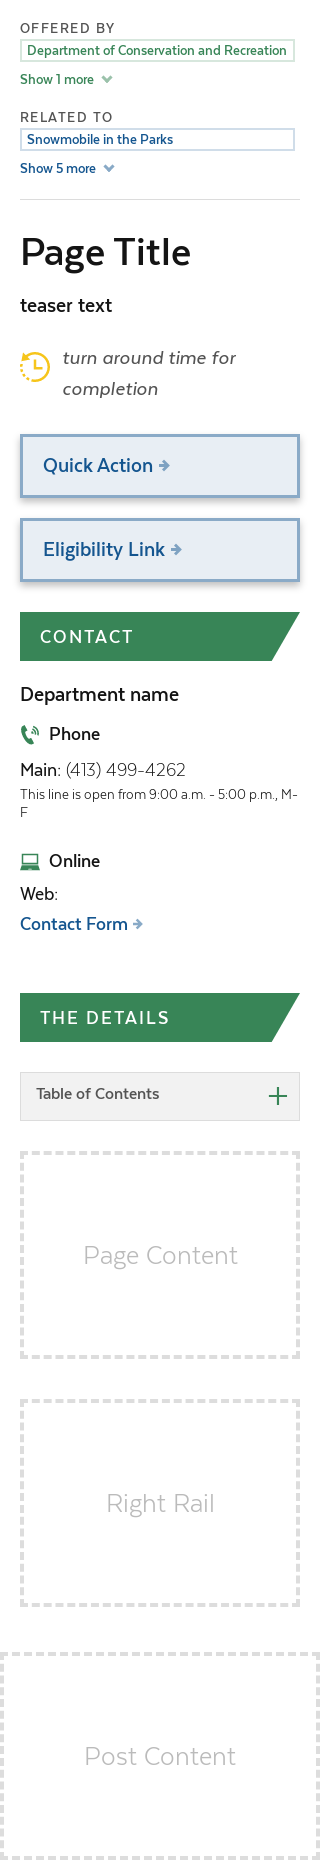 OFFERED BY
Department of Conservation and Recreation
Show 1 more
RELATED TO
Snowmobile in the Parks
Show 5 more
Page Title
teaser text
turn around time for
completion
Quick Action
Eligibility Link
CONTACT
Department name
Phone
Main: (413) 499-4262
This line is open from 9:00 a.m. - 5:00 p.m., M-
F
Online
Web:
Contact Form
THE DETAILS
Table of Contents
Page Content
Right Rail
Post Content